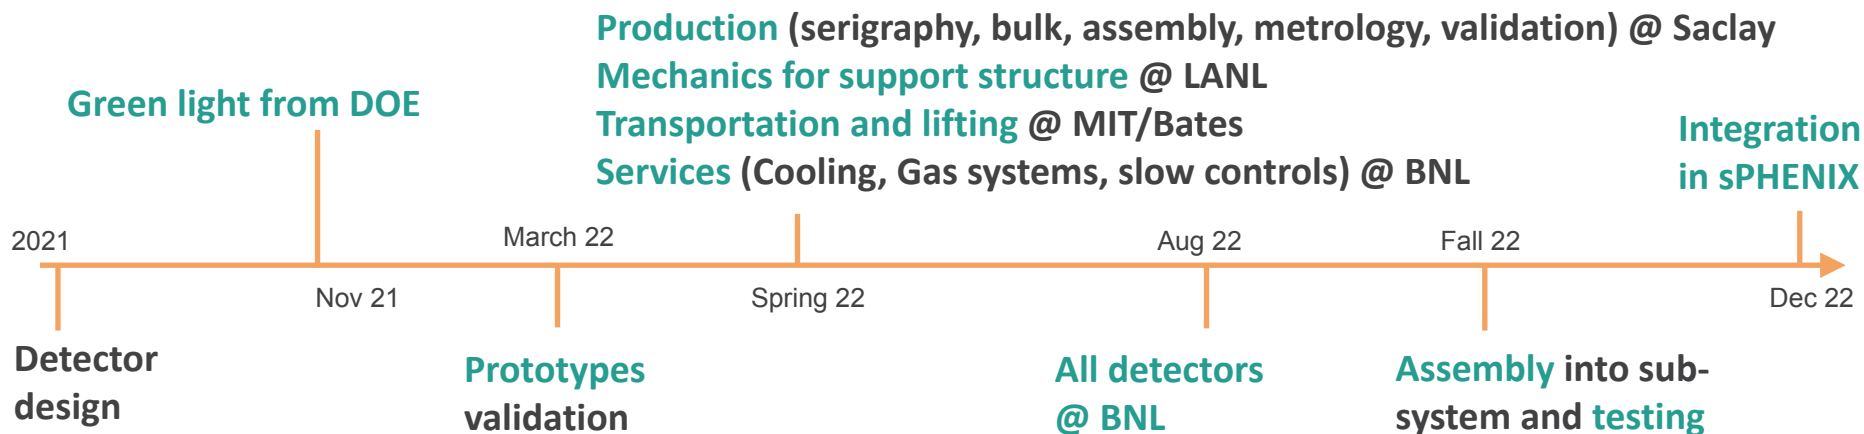 Production (serigraphy, bulk, assembly, metrology, validation) @ Saclay
Mechanics for support structure @ LANL
Transportation and lifting @ MIT/Bates
Services (Cooling, Gas systems, slow controls) @ BNL
Green light from DOE
Integration
in sPHENIX
2021
March 22
Aug 22
Fall 22
Nov 21
Spring 22
Dec 22
Detector
design
Prototypes
validation
All detectors
@ BNL
Assembly into sub-
system and testing